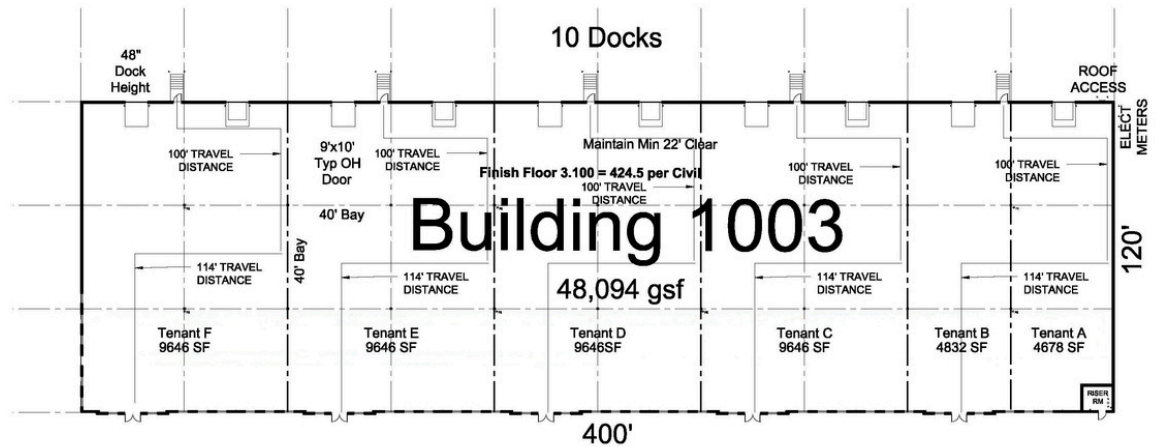 10 Docks
48"
Dock
Height
ROOF
ACCESS
ELECT
METERS
9'x10'
Typ OH
Door
Maintain Min 22' Clear
100' TRAVEL
DISTANCE
100' TRAVEL
DISTANCE
Finish Floor 3.100 = 424.5 per Civil
100' TRAVEL
DISTANCE
100' TRAVEL
DISTANCE
100' TRAVEL
DISTANCE
40' Bay
Building 1003
120'
40' Bay
114' TRAVEL
DISTANCE
114' TRAVEL
DISTANCE
48,094 gsf
114' TRAVEL
DISTANCE
114' TRAVEL
DISTANCE
Tenant F
9646 SF
Tenant E
9646 SF
Tenant D
9646SF
Tenant C
9646 SF
Tenant B
4832 SF
Tenant A
4678 SF
RISER
RM
400'